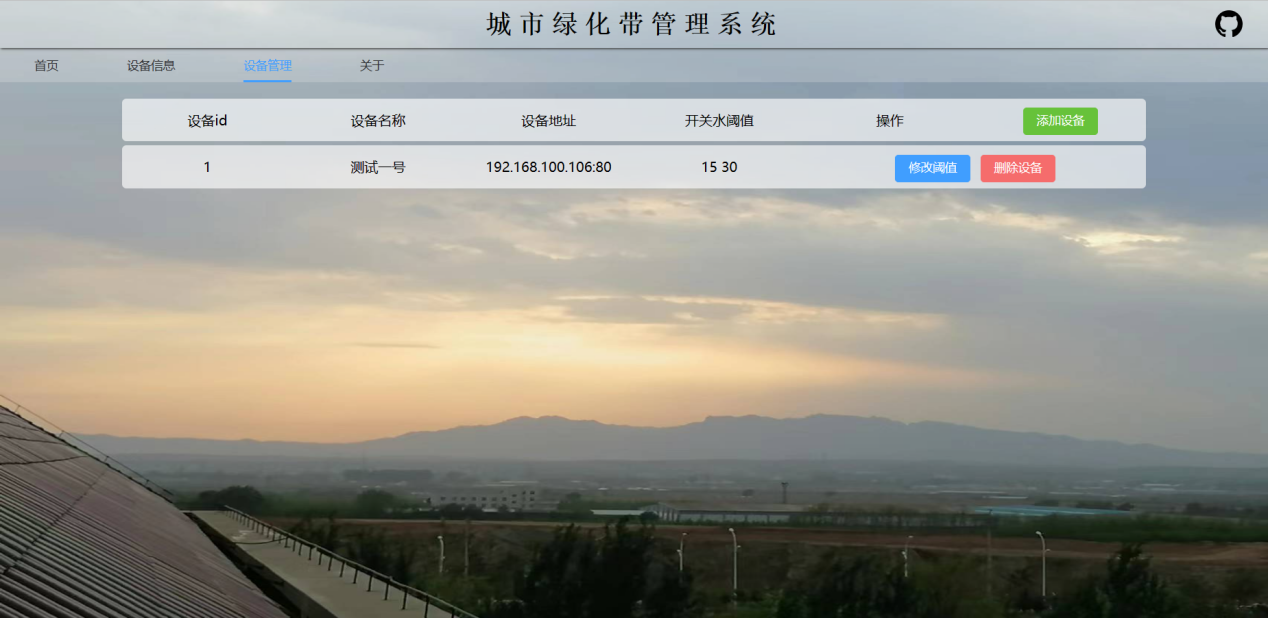 城市绿化带管理系统
首页 设备信息 设备管理 关于
设备id 设备名称 设备地址 开关水阈值 操作 添加设备
1 测试一号 192.168.100.106:80 15 30 修改阈值 删除设备